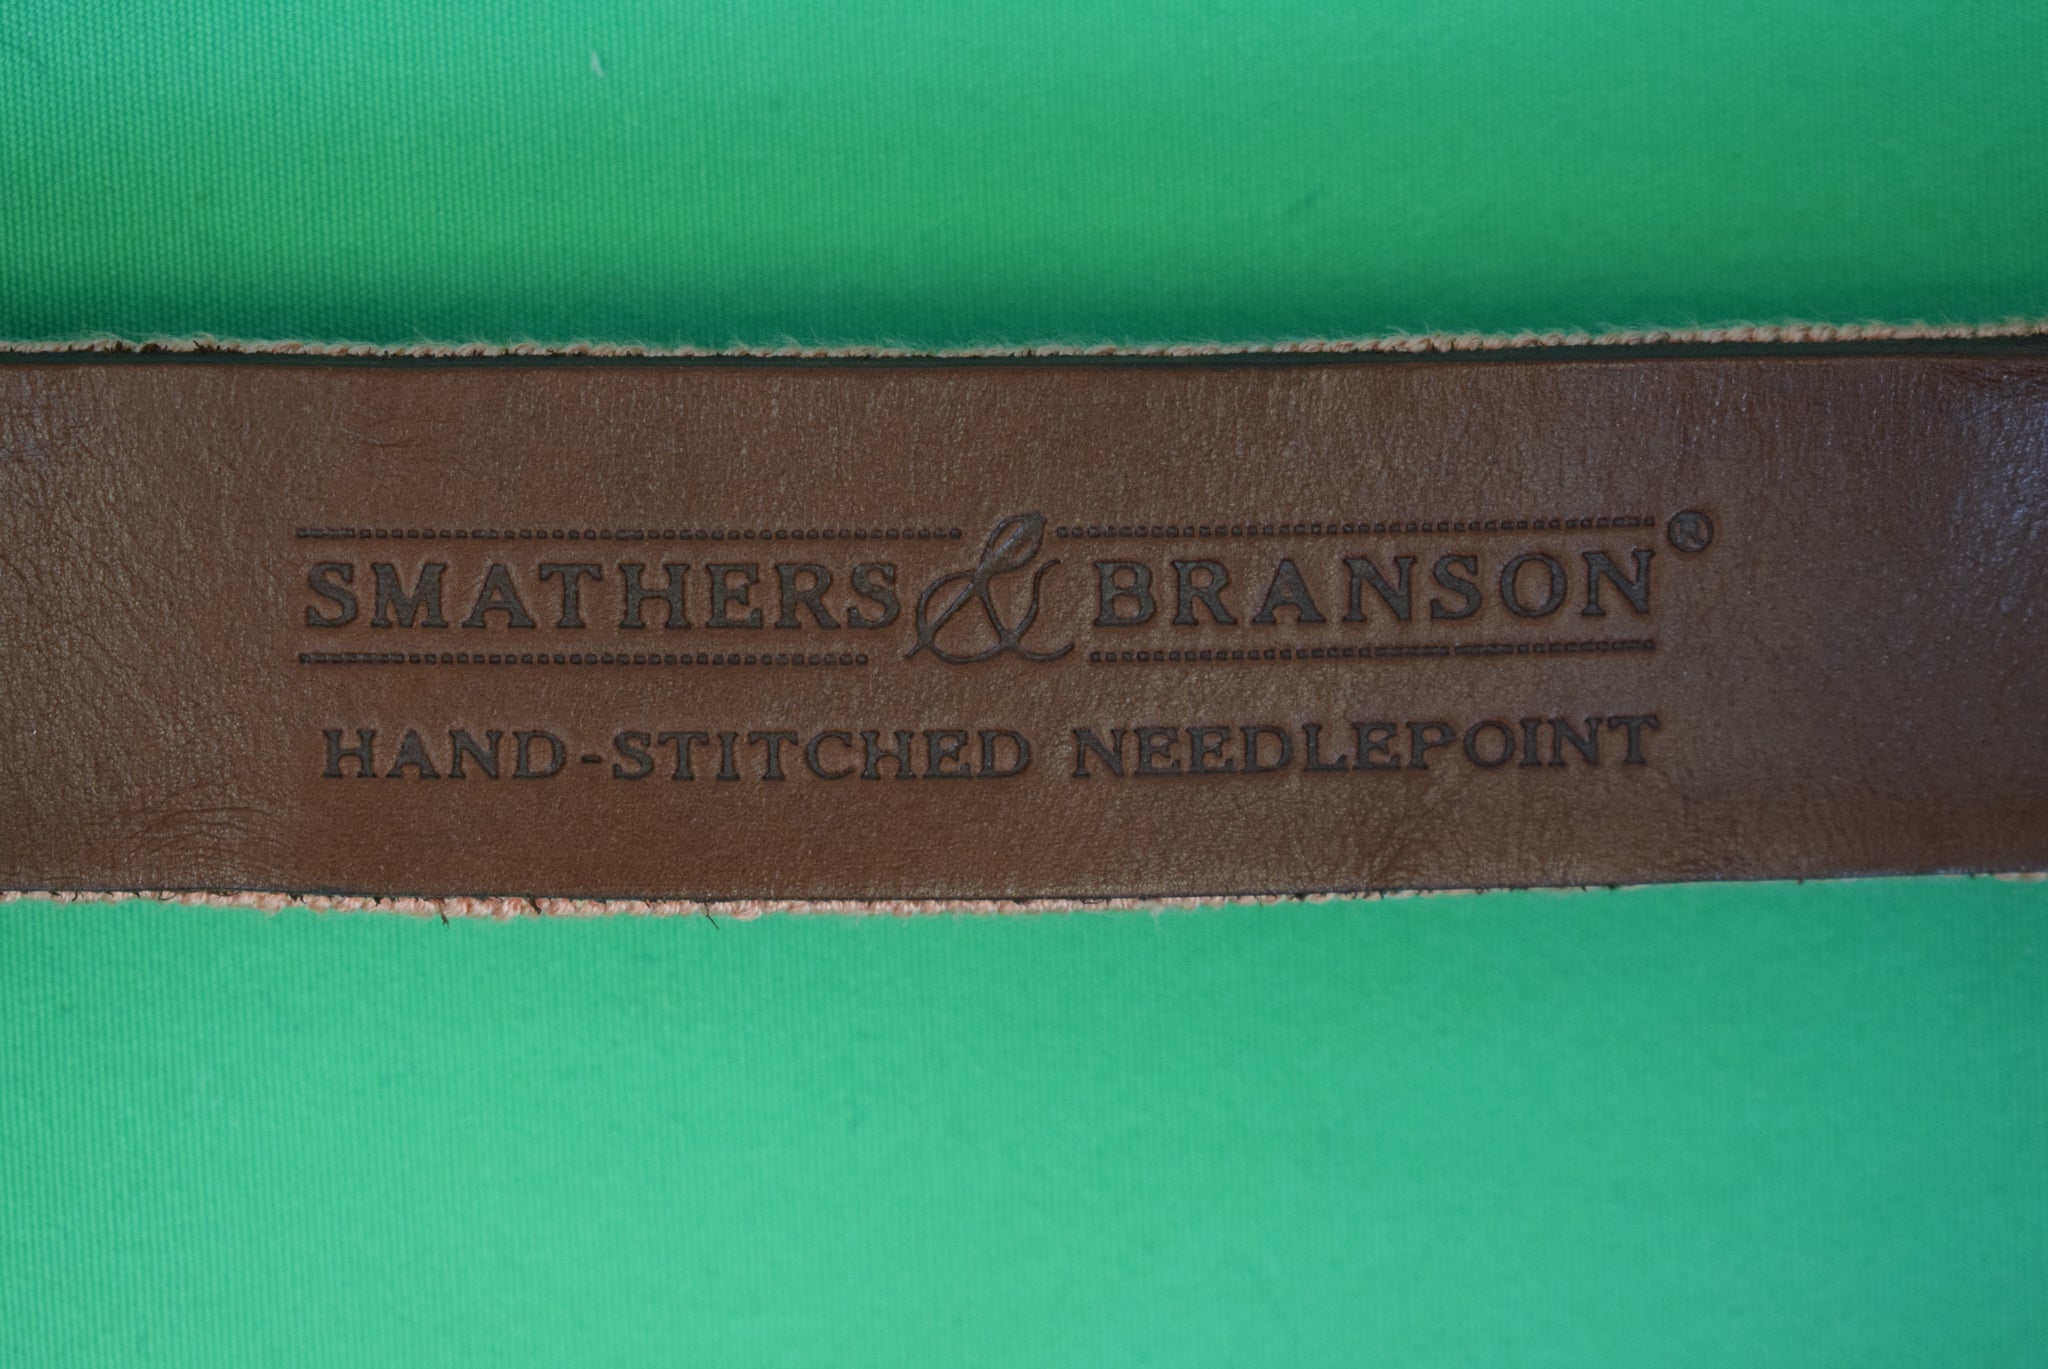 SMATHERS & BRANSON®
HAND-STITCHED NEEDLEPOINT